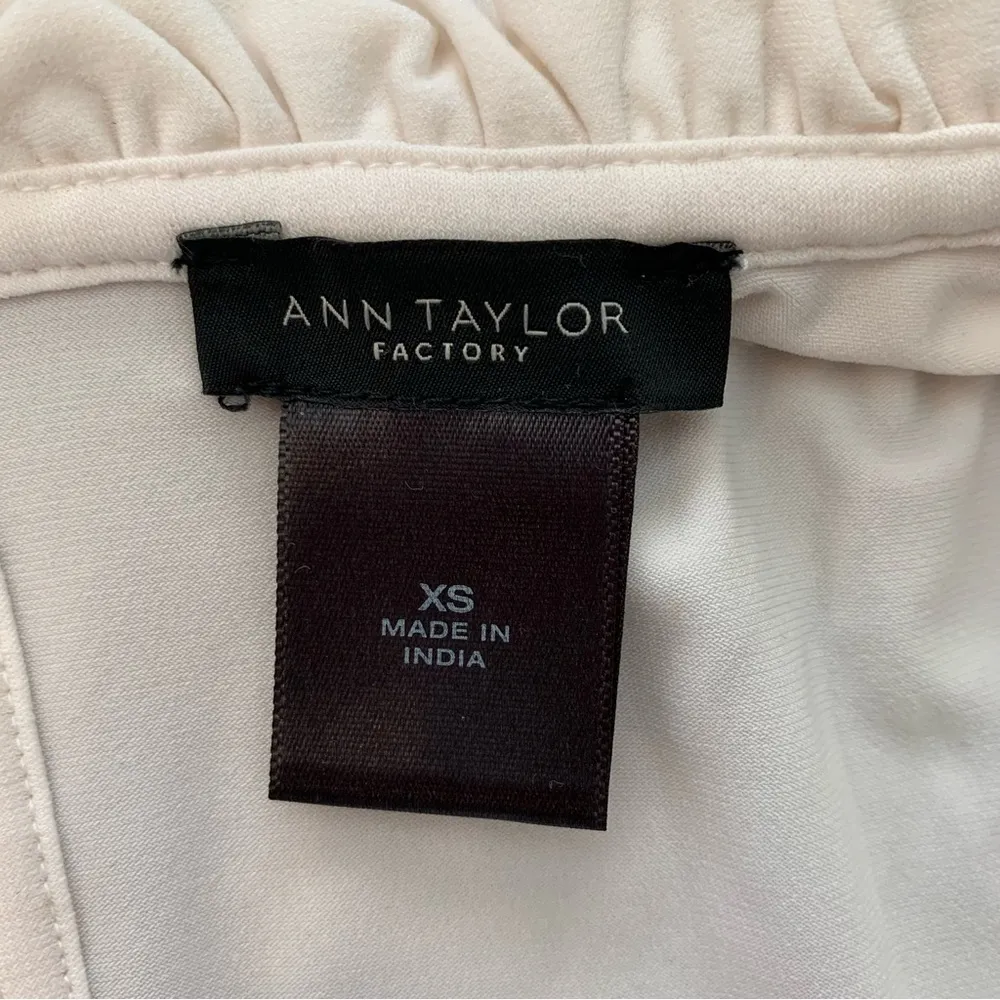 ANN TAYLOR
FACTORY
XS
MADE IN
INDIA